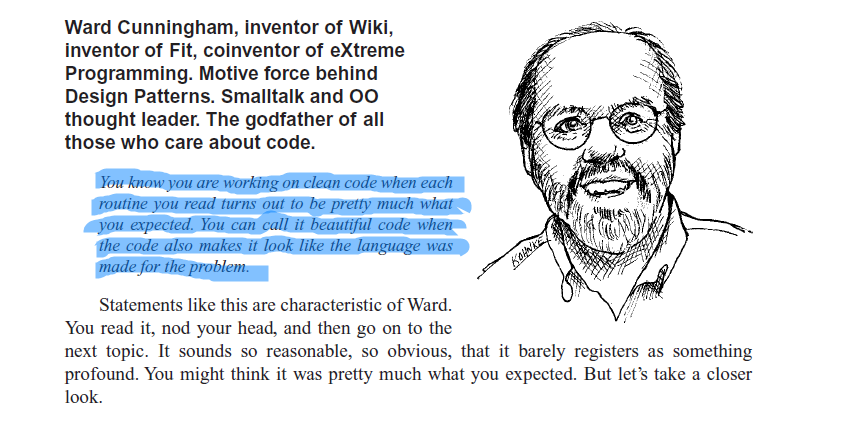 Ward Cunningham, inventor of Wiki,
inventor of Fit, coinventor of eXtreme
Programming. Motive force behind
Design Patterns. Smalltalk and OO
thought leader. The godfather of all
those who care about code.
You know you are working on clean code when each
routine you read turns out to be pretty much what
you expected. You can call it beautiful code when
the code also makes it look like the language was
made for the problem.
KOHNKE
Statements like this are characteristic of Ward.
You read it, nod your head, and then go on to the
next topic. It sounds so reasonable, so obvious, that it barely registers as something
profound. You might think it was pretty much what you expected. But let’s take a closer
look.